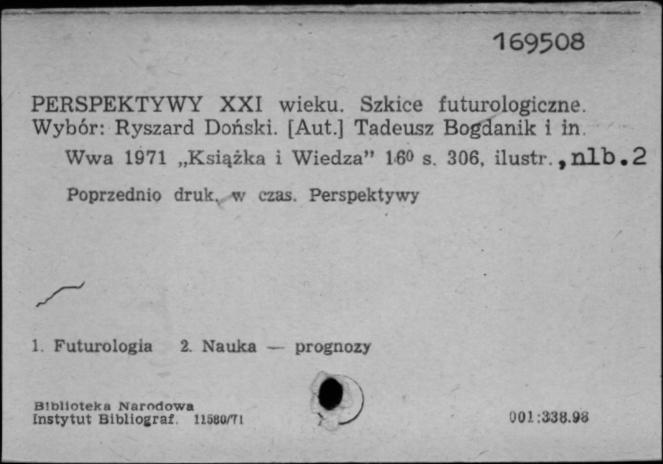 169508
PERSPEKTYWY XXI wieku. Szkice futurologiczne.
Wybór: Ryszard Doński. [Aut.] Tadeusz Bogdanik i in.
Wwa 1971 „Książka i Wiedza” 16⁰ s. 306, ilustr., nlb.2
Poprzednio druk. w czas. Perspektywy
1. Futurologia 2. Nauka — prognozy
Biblioteka Narodowa
Instytut Bibliograf. 11580/71
001:338.98